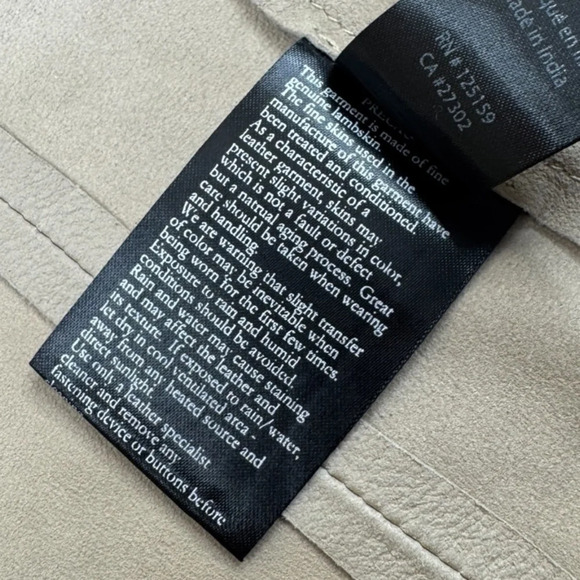 qué en In
ade in India
RN # 125159
CA #27302
This garment is made of fine
genuine lambskin.
The fine skins used in the
manufacture of this garment have
been treated and conditioned.
As a characteristic of a
leather garment, skins may
present slight variations in color,
which is not a fault or defect
but a natural aging process. Great
care should be taken when wearing
and handling.
We are warning that slight transfer
of color may be inevitable when
being worn for the first few times.
Exposure to rain and humid
conditions should be avoided.
Rain and water may cause staining
and may affect the leather and
its texture. If exposed to rain/water,
let dry in cool ventilated area -
away from any heated source and
direct sunlight.
Use only a leather specialist
cleaner and remove any
fastening device or buttons before